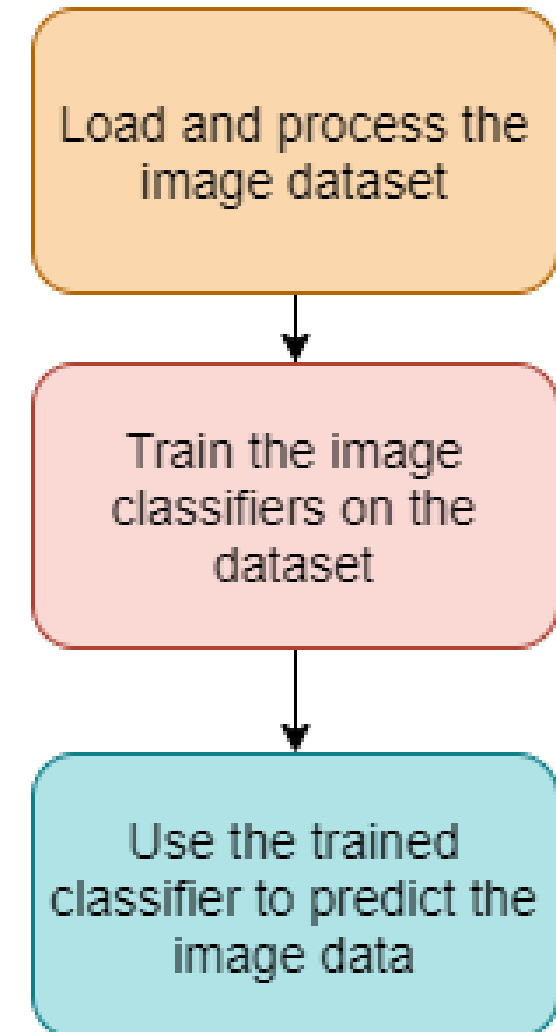 Load and process the
image dataset
Train the image
classifiers on the
dataset
Use the trained
classifier to predict the
image data